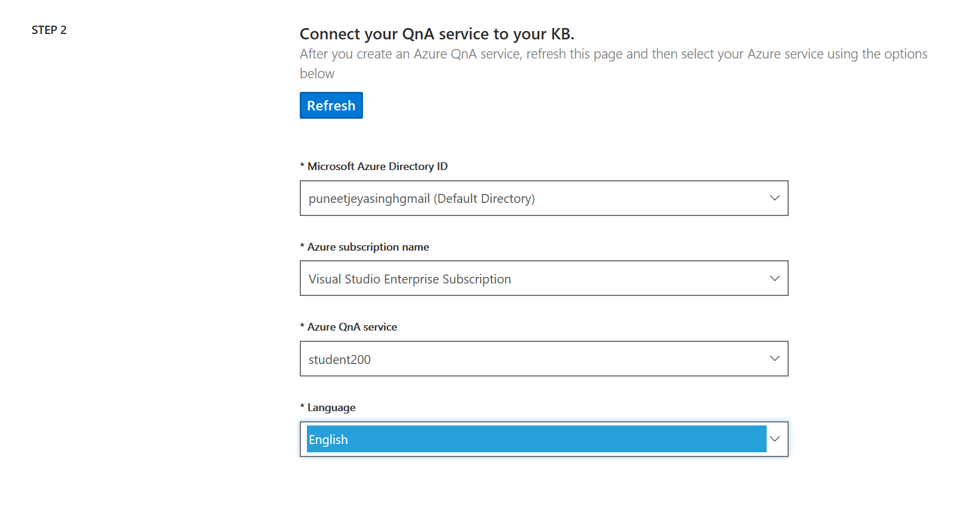 STEP 2
Connect your QnA service to your KB.
After you create an Azure QnA service, refresh this page and then select your Azure service using the options
below
Refresh
* Microsoft Azure Directory ID
puneetjeyasinghgmail (Default Directory)
* Azure subscription name
Visual Studio Enterprise Subscription
* Azure QnA service
student200
* Language
English